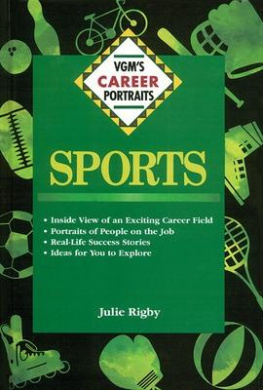 VGM'S
CAREER
PORTRAITS
SPORTS
• Inside View of an Exciting Career Field
• Portraits of People on the Job
• Real-Life Success Stories
• Ideas for You to Explore
Julie Rigby